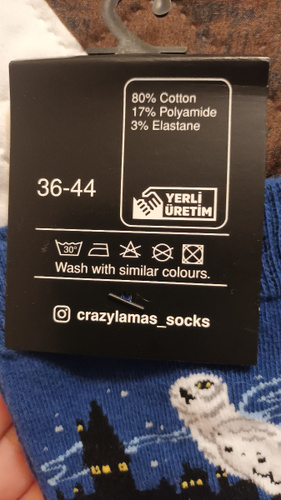 80% Cotton
17% Polyamide
3% Elastane
36-44
YERLİ
ÜRETİM
30°
Wash with similar colours.
crazylamas_socks